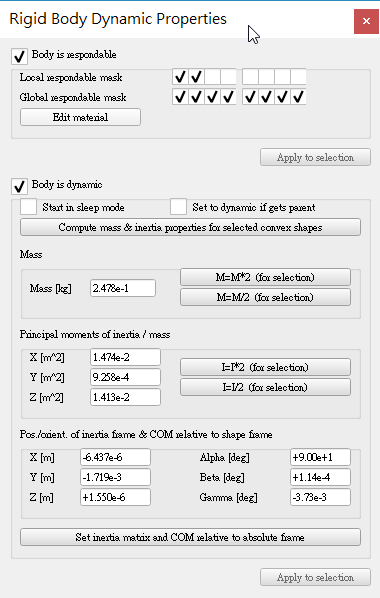 Rigid Body Dynamic Properties
Body is respondable
Local respondable mask
Global respondable mask
Edit material
Apply to selection
Body is dynamic
Start in sleep mode Set to dynamic if gets parent
Compute mass & inertia properties for selected convex shapes
Mass
Mass [kg] 2.478e-1 M=M*2 (for selection)
M=M/2 (for selection)
Principal moments of inertia / mass
X [m^2] 1.474e-2 I=I*2 (for selection)
Y [m^2] 9.258e-4 I=I/2 (for selection)
Z [m^2] 1.413e-2
Pos./orient. of inertia frame & COM relative to shape frame
X [m] -6.437e-6 Alpha [deg] +9.00e+1
Y [m] -1.719e-3 Beta [deg] +1.14e-4
Z [m] +1.550e-6 Gamma [deg] -3.73e-3
Set inertia matrix and COM relative to absolute frame
Apply to selection